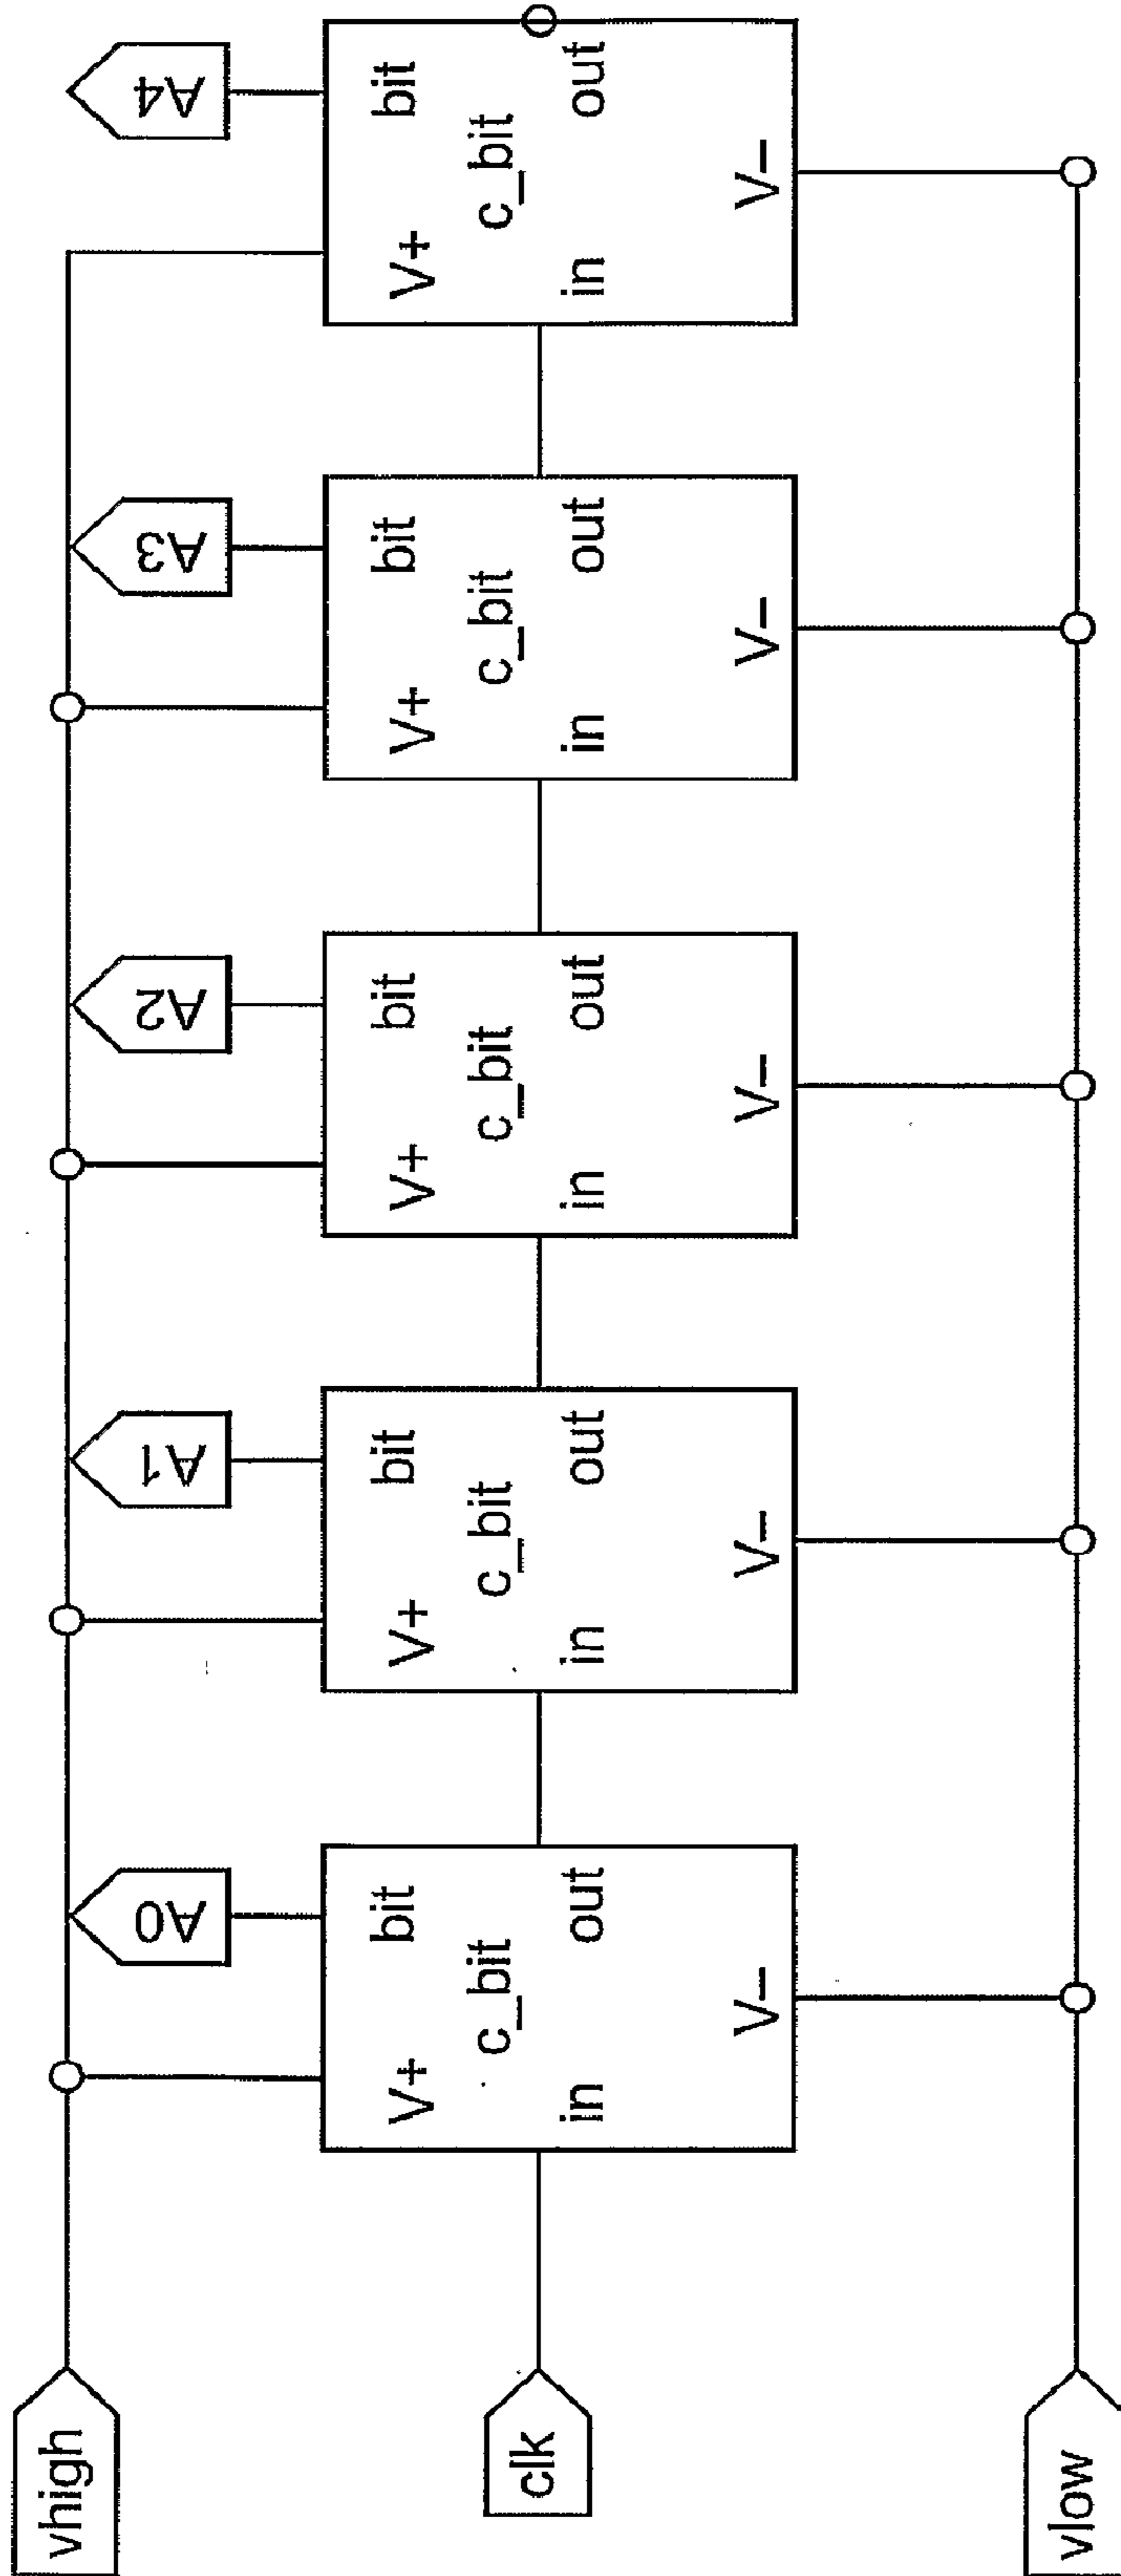 vhigh
clk
vlow
A0
V+
bit
c_bit
in
out
V−
A1
V+
bit
c_bit
in
out
V−
A2
V+
bit
c_bit
in
out
V−
A3
V+
bit
c_bit
in
out
V−
A4
V+
bit
c_bit
in
out
V−